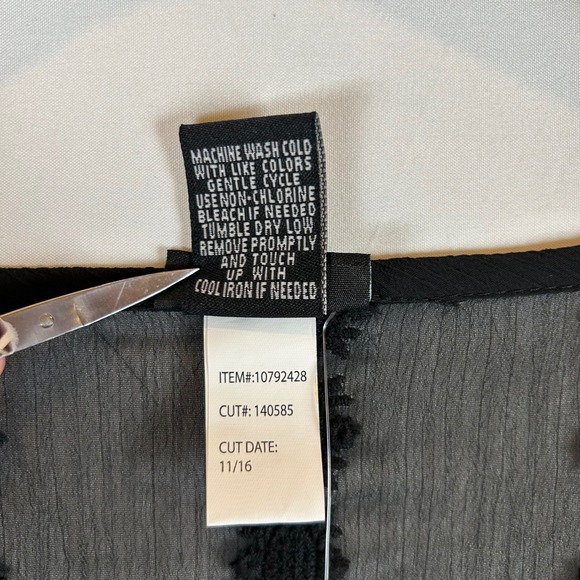 MACHINE WASH COLD
WITH LIKE COLORS
GENTLE CYCLE
USE NON-CHLORINE
BLEACH IF NEEDED
TUMBLE DRY LOW
REMOVE PROMPTLY
AND TOUCH
UP WITH
COOL IRON IF NEEDED
ITEM#:10792428
CUT#: 140585
CUT DATE:
11/16